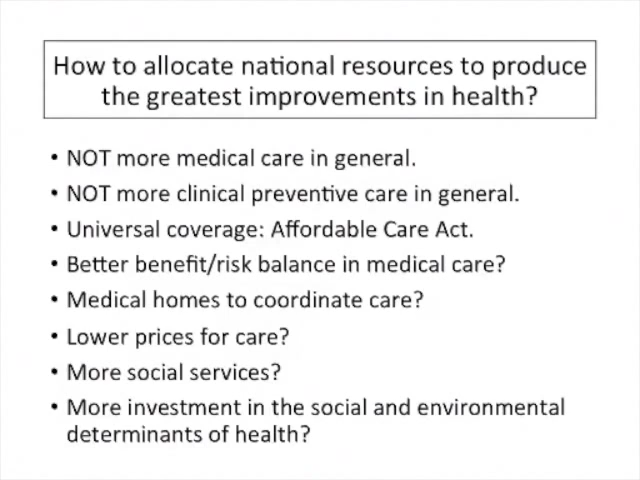 How to allocate national resources to produce
the greatest improvements in health?
• NOT more medical care in general.
• NOT more clinical preventive care in general.
• Universal coverage: Affordable Care Act.
• Better benefit/risk balance in medical care?
• Medical homes to coordinate care?
• Lower prices for care?
• More social services?
• More investment in the social and environmental
determinants of health?